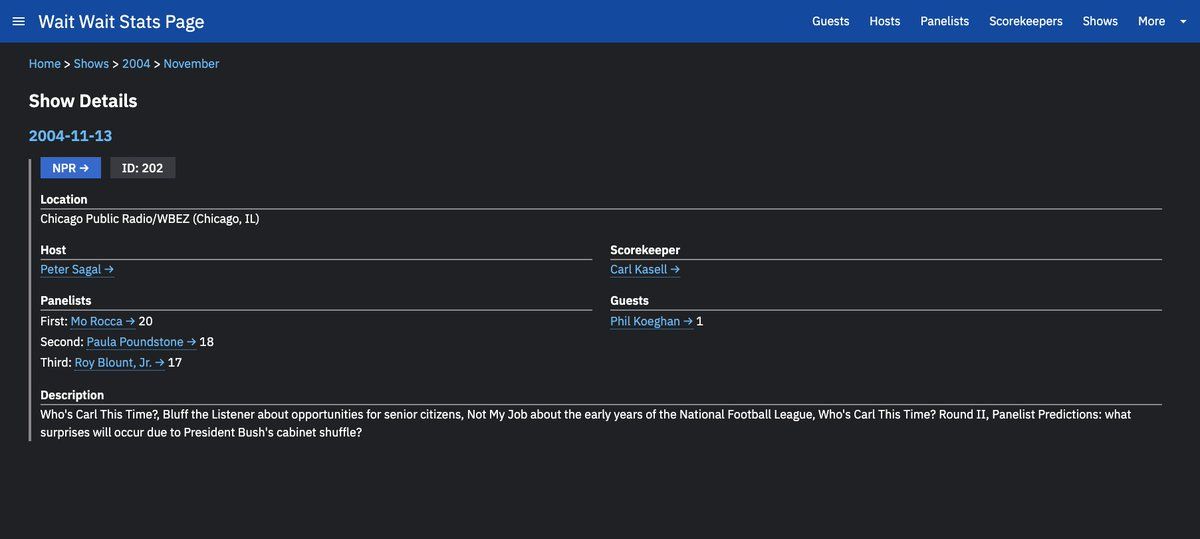 Wait Wait Stats Page
Guests Hosts Panelists Scorekeepers Shows More
Home > Shows > 2004 > November
Show Details
2004-11-13
NPR → ID: 202
Location
Chicago Public Radio/WBEZ (Chicago, IL)
Host
Peter Sagal →
Scorekeeper
Carl Kasell →
Panelists
First: Mo Rocca → 20
Second: Paula Poundstone → 18
Third: Roy Blount, Jr. → 17
Guests
Phil Koeghan → 1
Description
Who's Carl This Time?, Bluff the Listener about opportunities for senior citizens, Not My Job about the early years of the National Football League, Who's Carl This Time? Round II, Panelist Predictions: what
surprises will occur due to President Bush's cabinet shuffle?